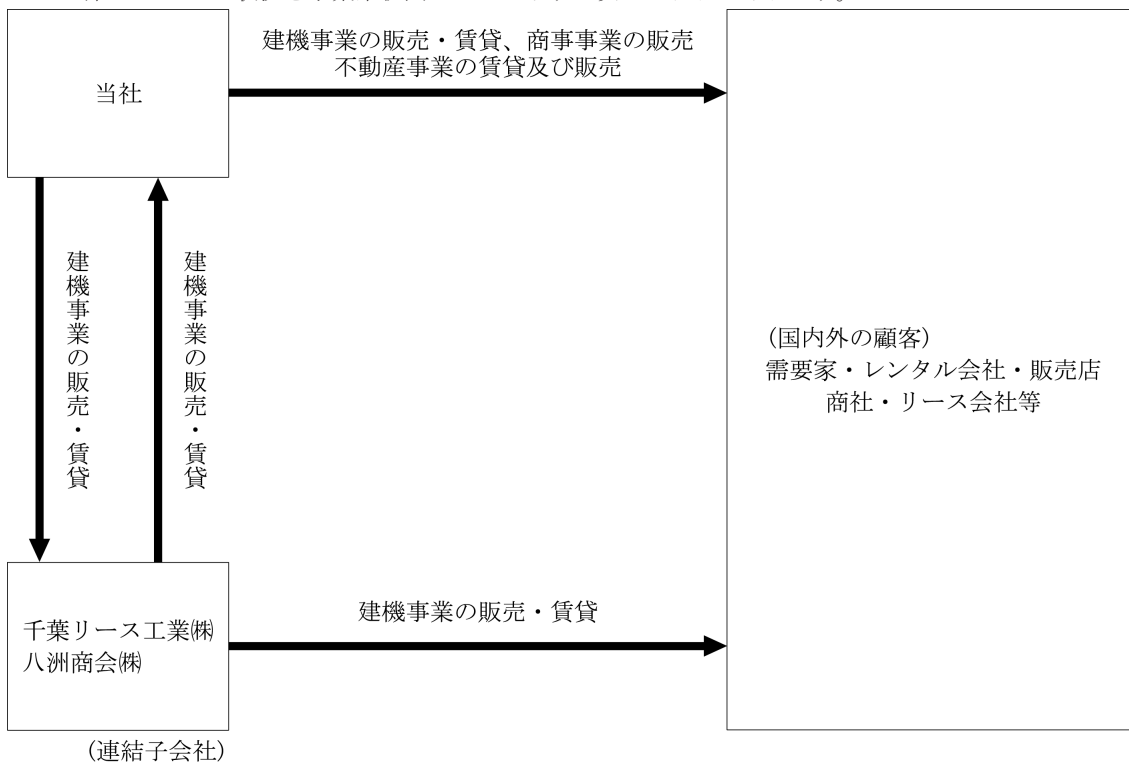 建機事業の販売・賃貸、商事事業の販売
不動産事業の賃貸及び販売
当社
建機事業の販売・賃貸
建機事業の販売・賃貸
(国内外の顧客)
需要家・レンタル会社・販売店
商社・リース会社等
建機事業の販売・賃貸
千葉リース工業㈱
八洲商会㈱
(連結子会社)